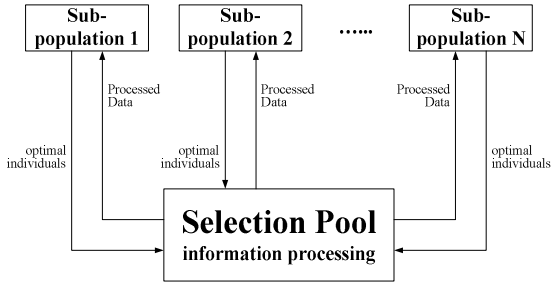 Sub-
population 1
Sub-
population 2
......
Sub-
population N
Processed
Data
Processed
Data
Processed
Data
optimal
individuals
optimal
individuals
optimal
individuals
Selection Pool
information processing